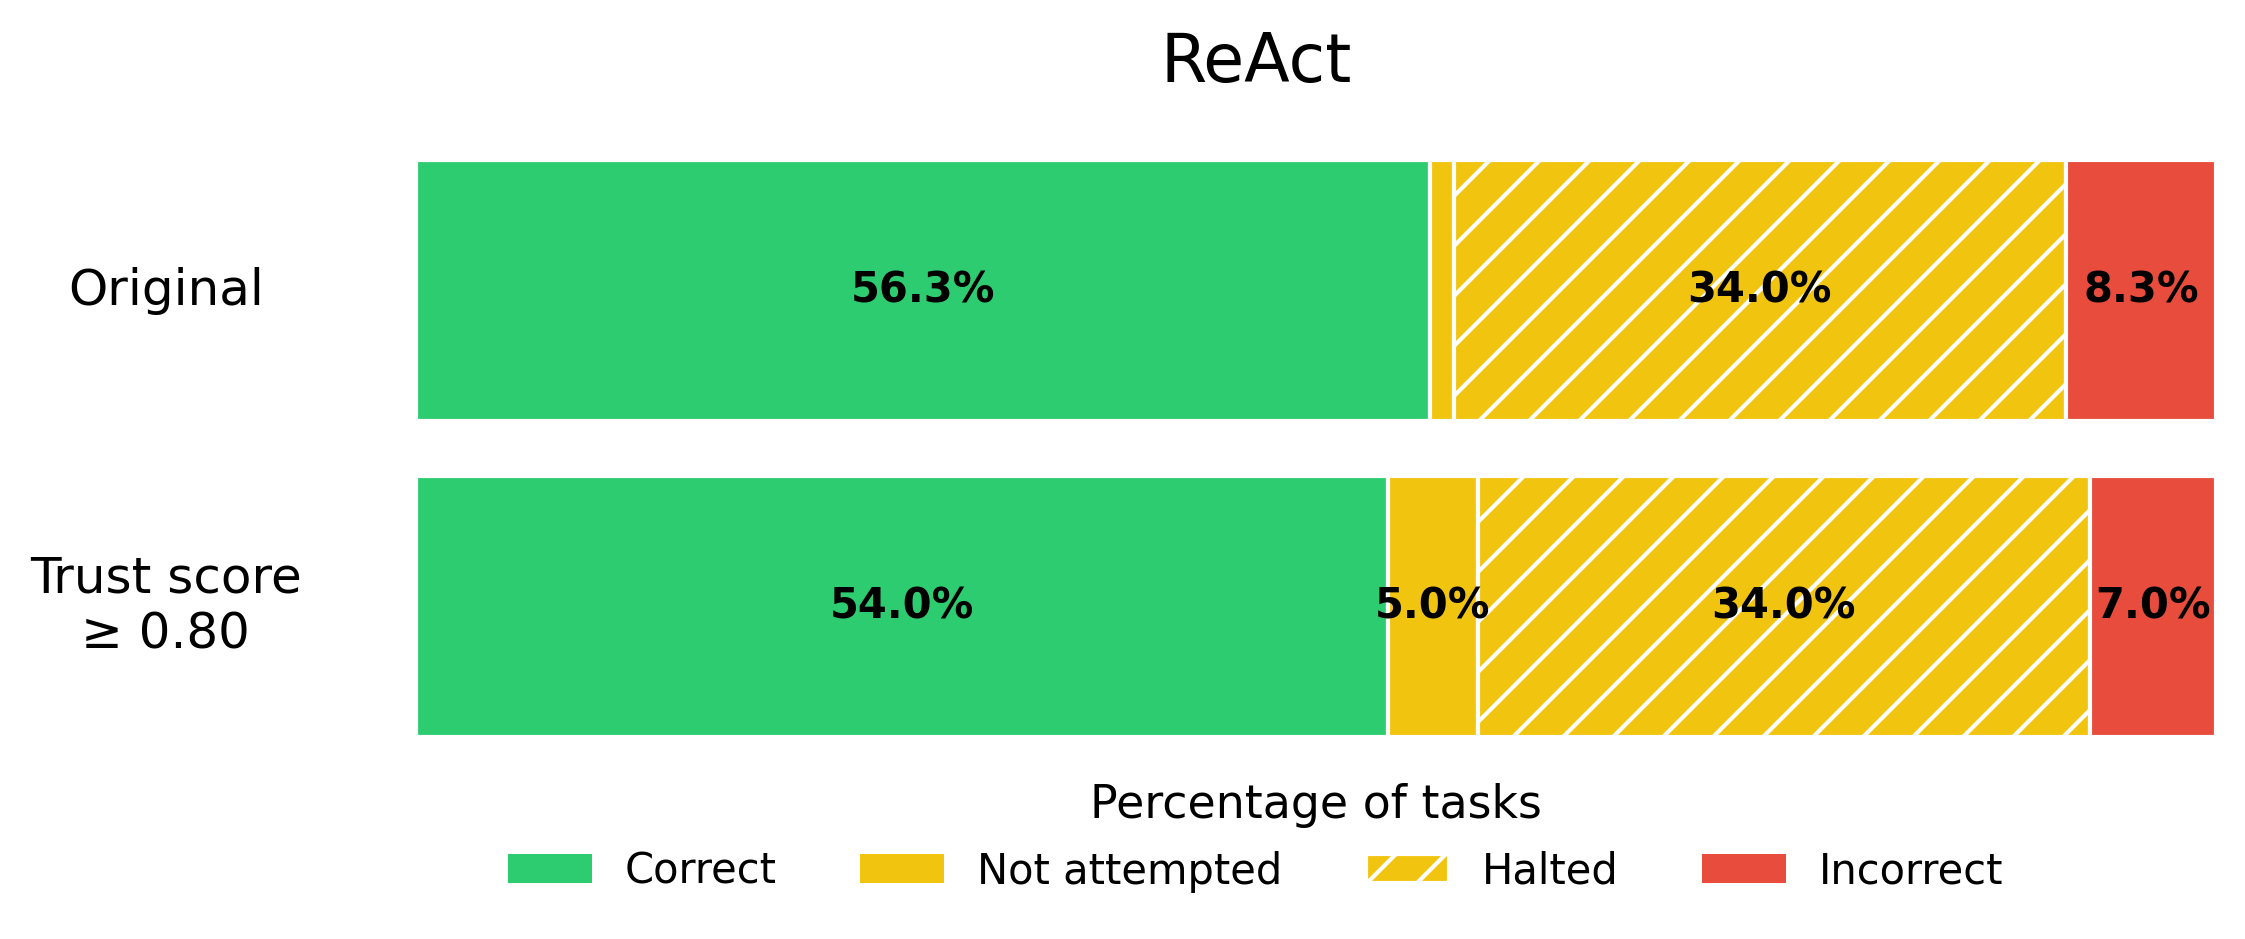 ReAct
Original
56.3%
34.0%
8.3%
Trust score
≥ 0.80
54.0%
5.0%
34.0%
7.0%
Percentage of tasks
Correct
Not attempted
Halted
Incorrect